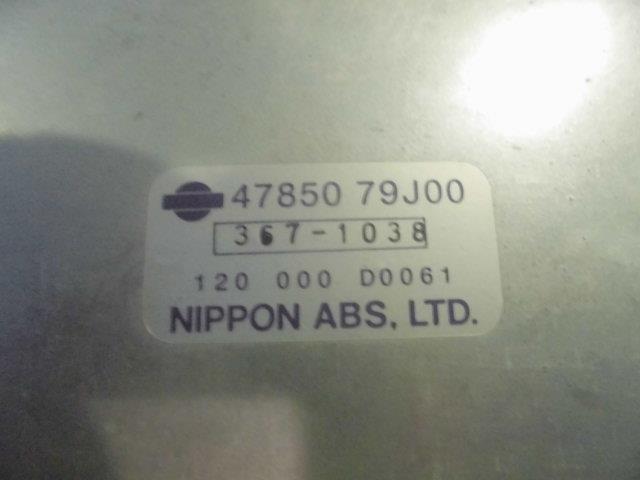 47850 79J00
367-1038
120 000 D0061
NIPPON ABS, LTD.